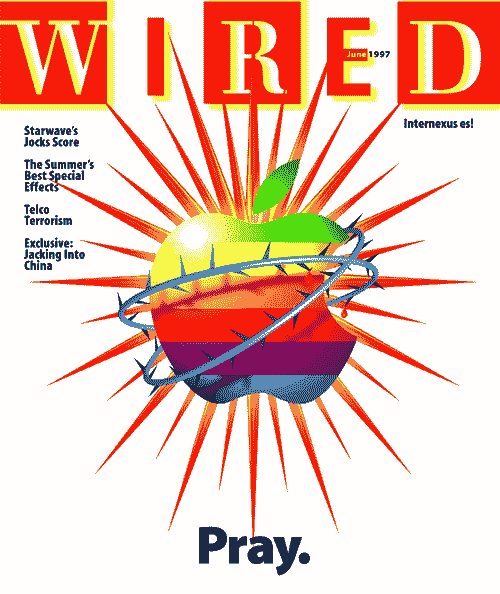 WIRED
June 1997
Starwave's
Jocks Score
The Summer's
Best Special
Effects
Telco
Terrorism
Exclusive:
Jacking Into
China
Internexus es!
Pray.